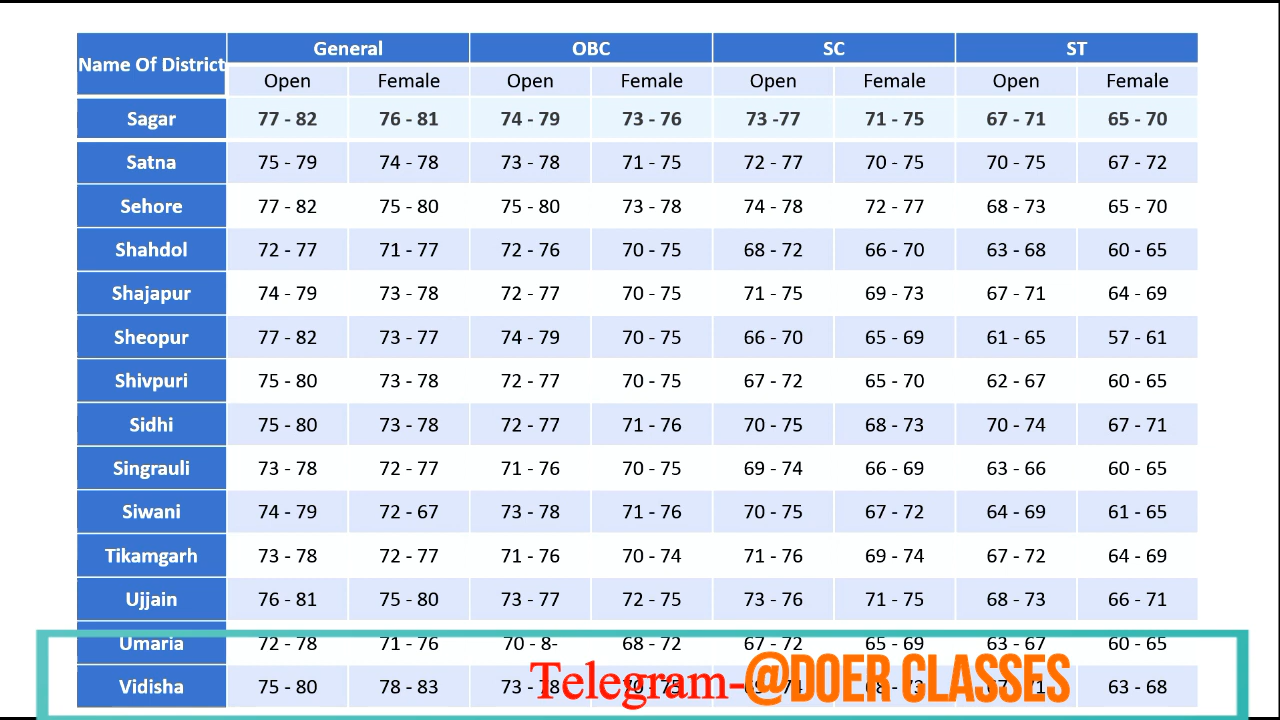 Name Of District General OBC SC ST
Open Female Open Female Open Female Open Female
Sagar 77 - 82 76 - 81 74 - 79 73 - 76 73 -77 71 - 75 67 - 71 65 - 70
Satna 75 - 79 74 - 78 73 - 78 71 - 75 72 - 77 70 - 75 70 - 75 67 - 72
Sehore 77 - 82 75 - 80 75 - 80 73 - 78 74 - 78 72 - 77 68 - 73 65 - 70
Shahdol 72 - 77 71 - 77 72 - 76 70 - 75 68 - 72 66 - 70 63 - 68 60 - 65
Shajapur 74 - 79 73 - 78 72 - 77 70 - 75 71 - 75 69 - 73 67 - 71 64 - 69
Sheopur 77 - 82 73 - 77 74 - 79 70 - 75 66 - 70 65 - 69 61 - 65 57 - 61
Shivpuri 75 - 80 73 - 78 72 - 77 70 - 75 67 - 72 65 - 70 62 - 67 60 - 65
Sidhi 75 - 80 73 - 78 72 - 77 71 - 76 70 - 75 68 - 73 70 - 74 67 - 71
Singrauli 73 - 78 72 - 77 71 - 76 70 - 75 69 - 74 66 - 69 63 - 66 60 - 65
Siwani 74 - 79 72 - 67 73 - 78 71 - 76 70 - 75 67 - 72 64 - 69 61 - 65
Tikamgarh 73 - 78 72 - 77 71 - 76 70 - 74 71 - 76 69 - 74 67 - 72 64 - 69
Ujjain 76 - 81 75 - 80 73 - 77 72 - 75 73 - 76 71 - 75 68 - 73 66 - 71
Umaria 72 - 78 71 - 76 70 - 8- 68 - 72 67 - 72 65 - 69 63 - 67 60 - 65
Vidisha 75 - 80 78 - 83 73 - 78 63 - 68
Telegram-@DOER CLASSES